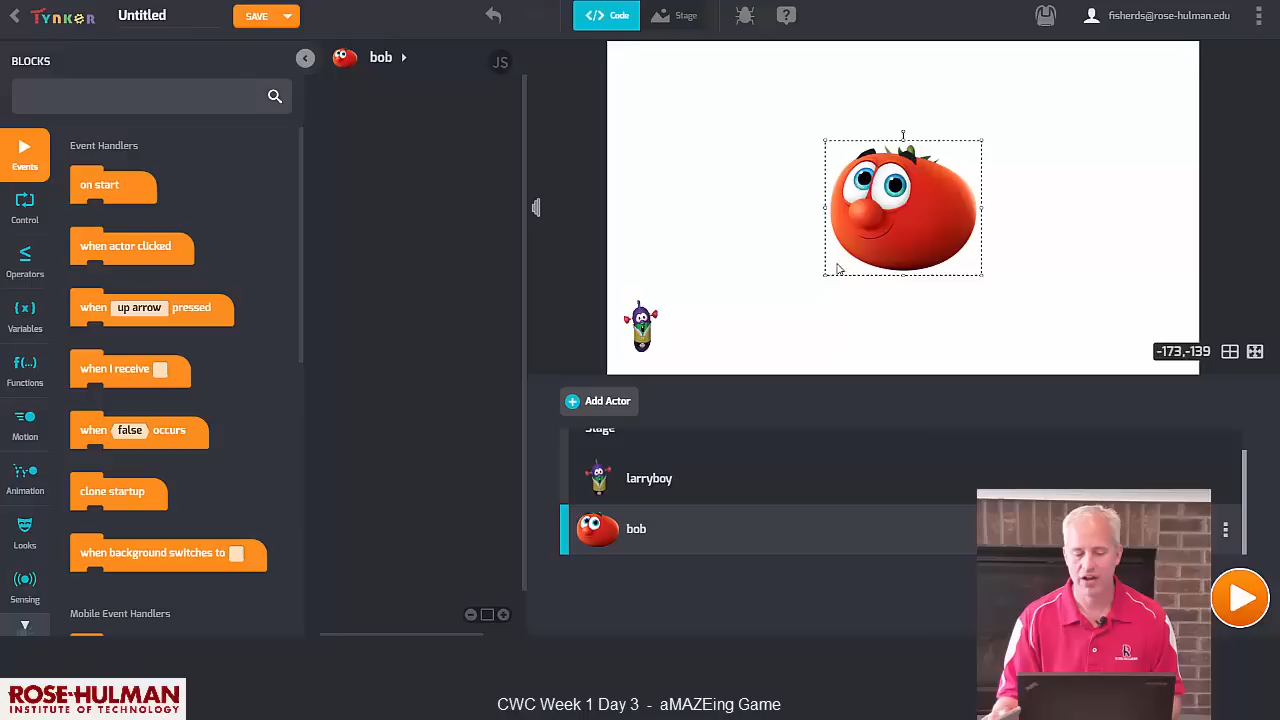 Tynker
Untitled
SAVE
Code
Stage
fisherds@rose-hulman.edu
BLOCKS
bob
JS
Events
Control
Operators
Variables
Functions
Motion
Animation
Looks
Sensing
Event Handlers
on start
when actor clicked
when up arrow pressed
when I receive
when false occurs
clone startup
when background switches to
Mobile Event Handlers
-173,-139
Add Actor
Stage
larryboy
bob
ROSE-HULMAN
INSTITUTE OF TECHNOLOGY
CWC Week 1 Day 3 - aMAZEing Game